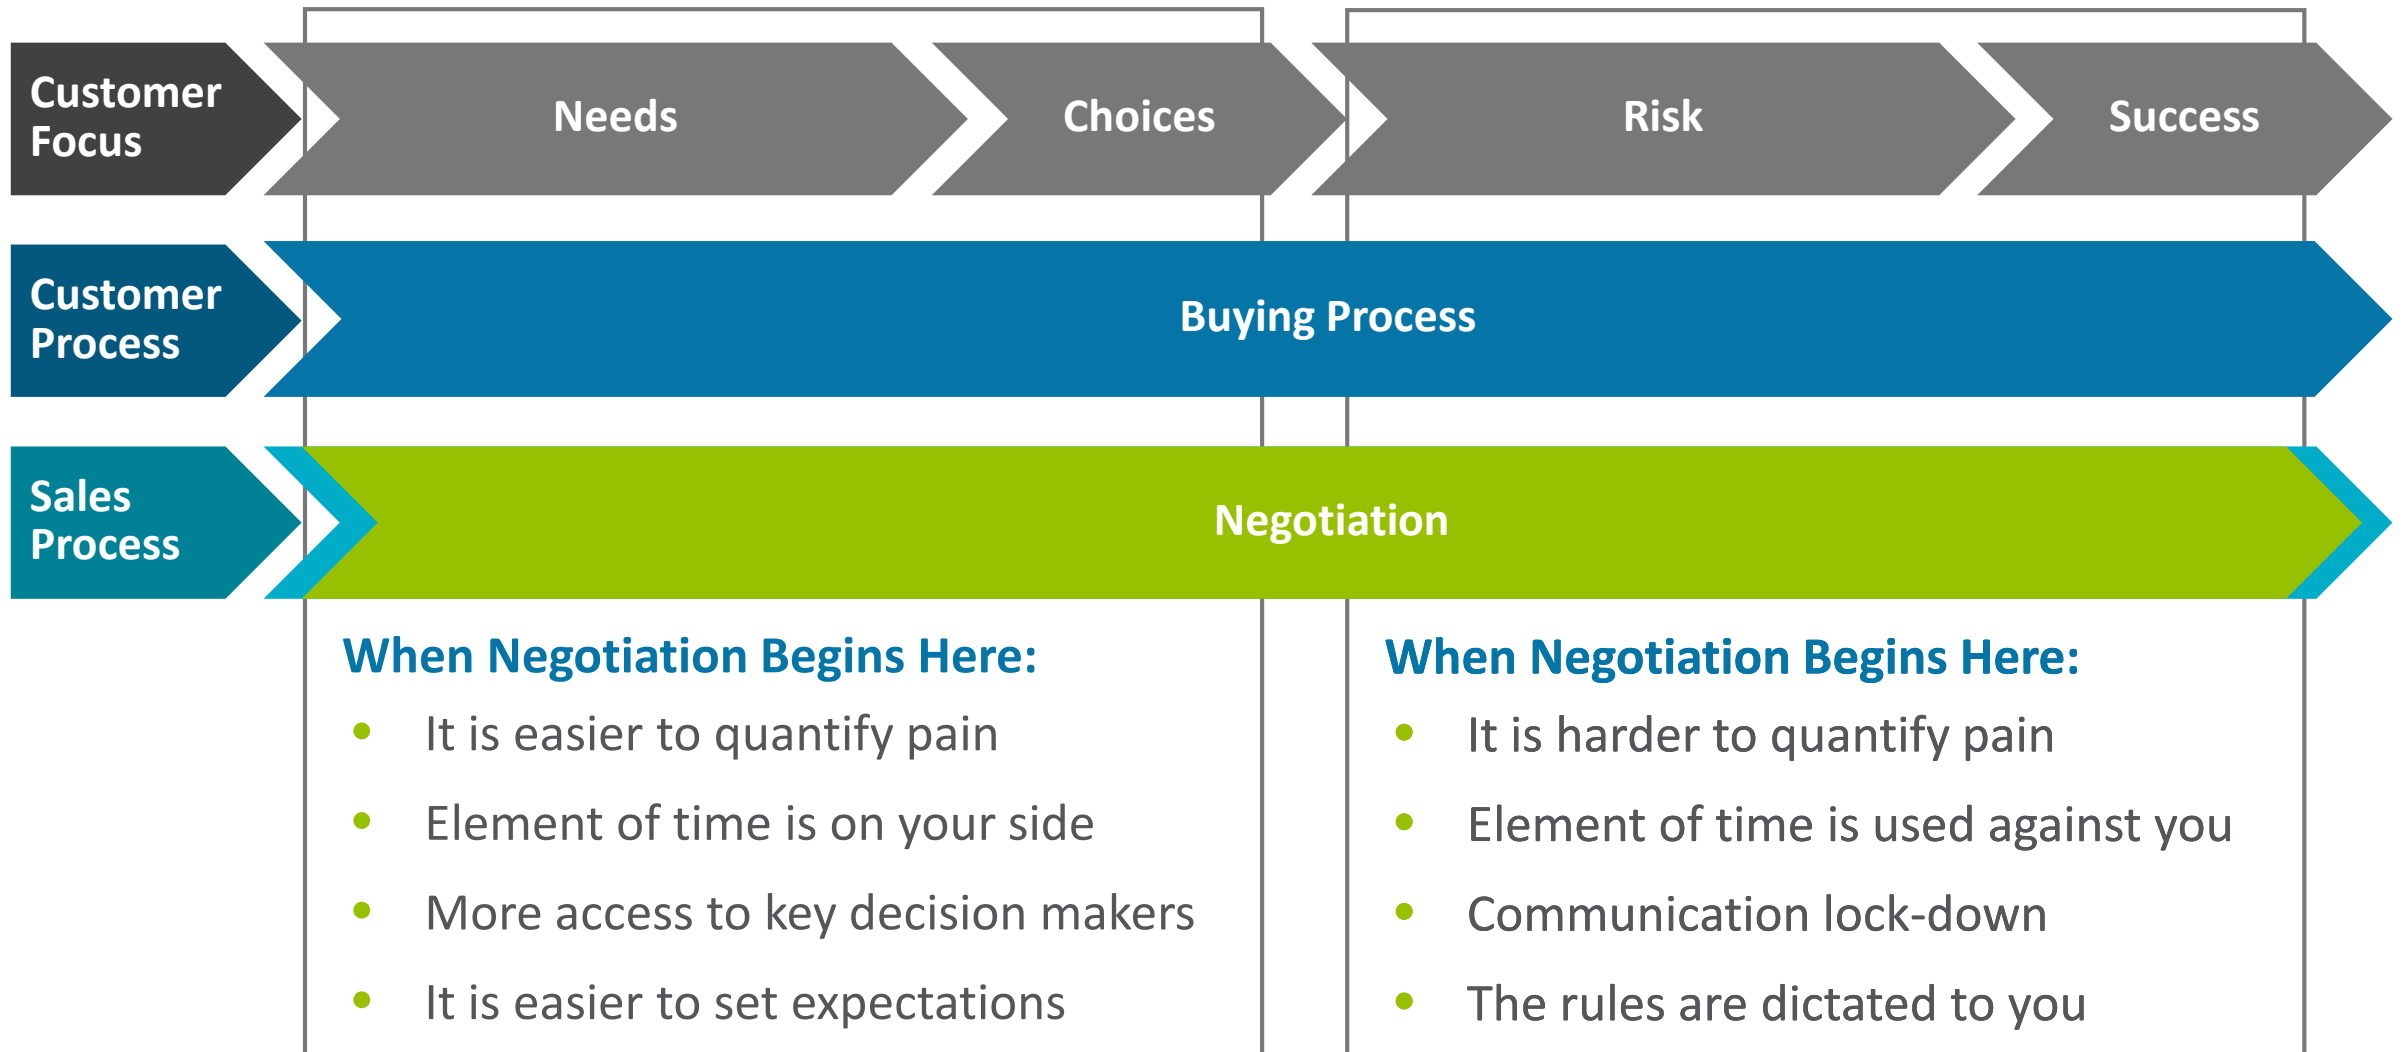 Customer
Focus
Needs
Choices
Risk
Success
Customer
Process
Buying Process
Sales
Process
Negotiation
When Negotiation Begins Here:
• It is easier to quantify pain
• Element of time is on your side
• More access to key decision makers
• It is easier to set expectations
When Negotiation Begins Here:
• It is harder to quantify pain
• Element of time is used against you
• Communication lock-down
• The rules are dictated to you